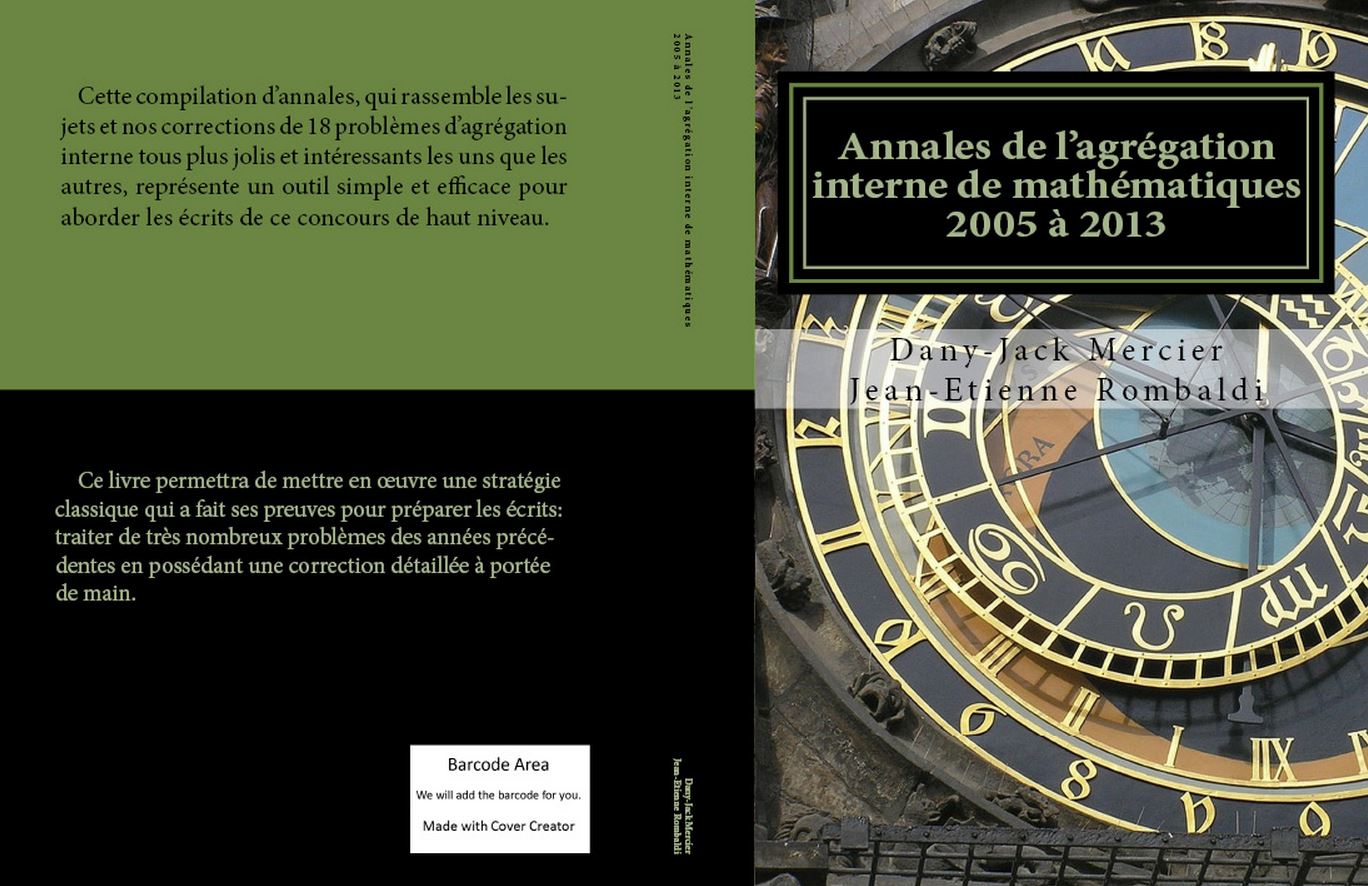 Cette compilation d'annales, qui rassemble les su-
jets et nos corrections de 18 problèmes d'agrégation
interne tous plus jolis et intéressants les uns que les
autres, représente un outil simple et efficace pour
aborder les écrits de ce concours de haut niveau.
Ce livre permettra de mettre en œuvre une stratégie
classique qui a fait ses preuves pour préparer les écrits:
traiter de très nombreux problèmes des années précé-
dentes en possédant une correction détaillée à portée
de main.
Barcode Area
We will add the barcode for you.
Made with Cover Creator
Annales de l'agrégation interne de mathématiques
2005 à 2013
Dany-Jack Mercier
Jean-Etienne Rombaldi
Annales de l'agrégation
interne de mathématiques
2005 à 2013
Dany-Jack Mercier
Jean-Etienne Rombaldi